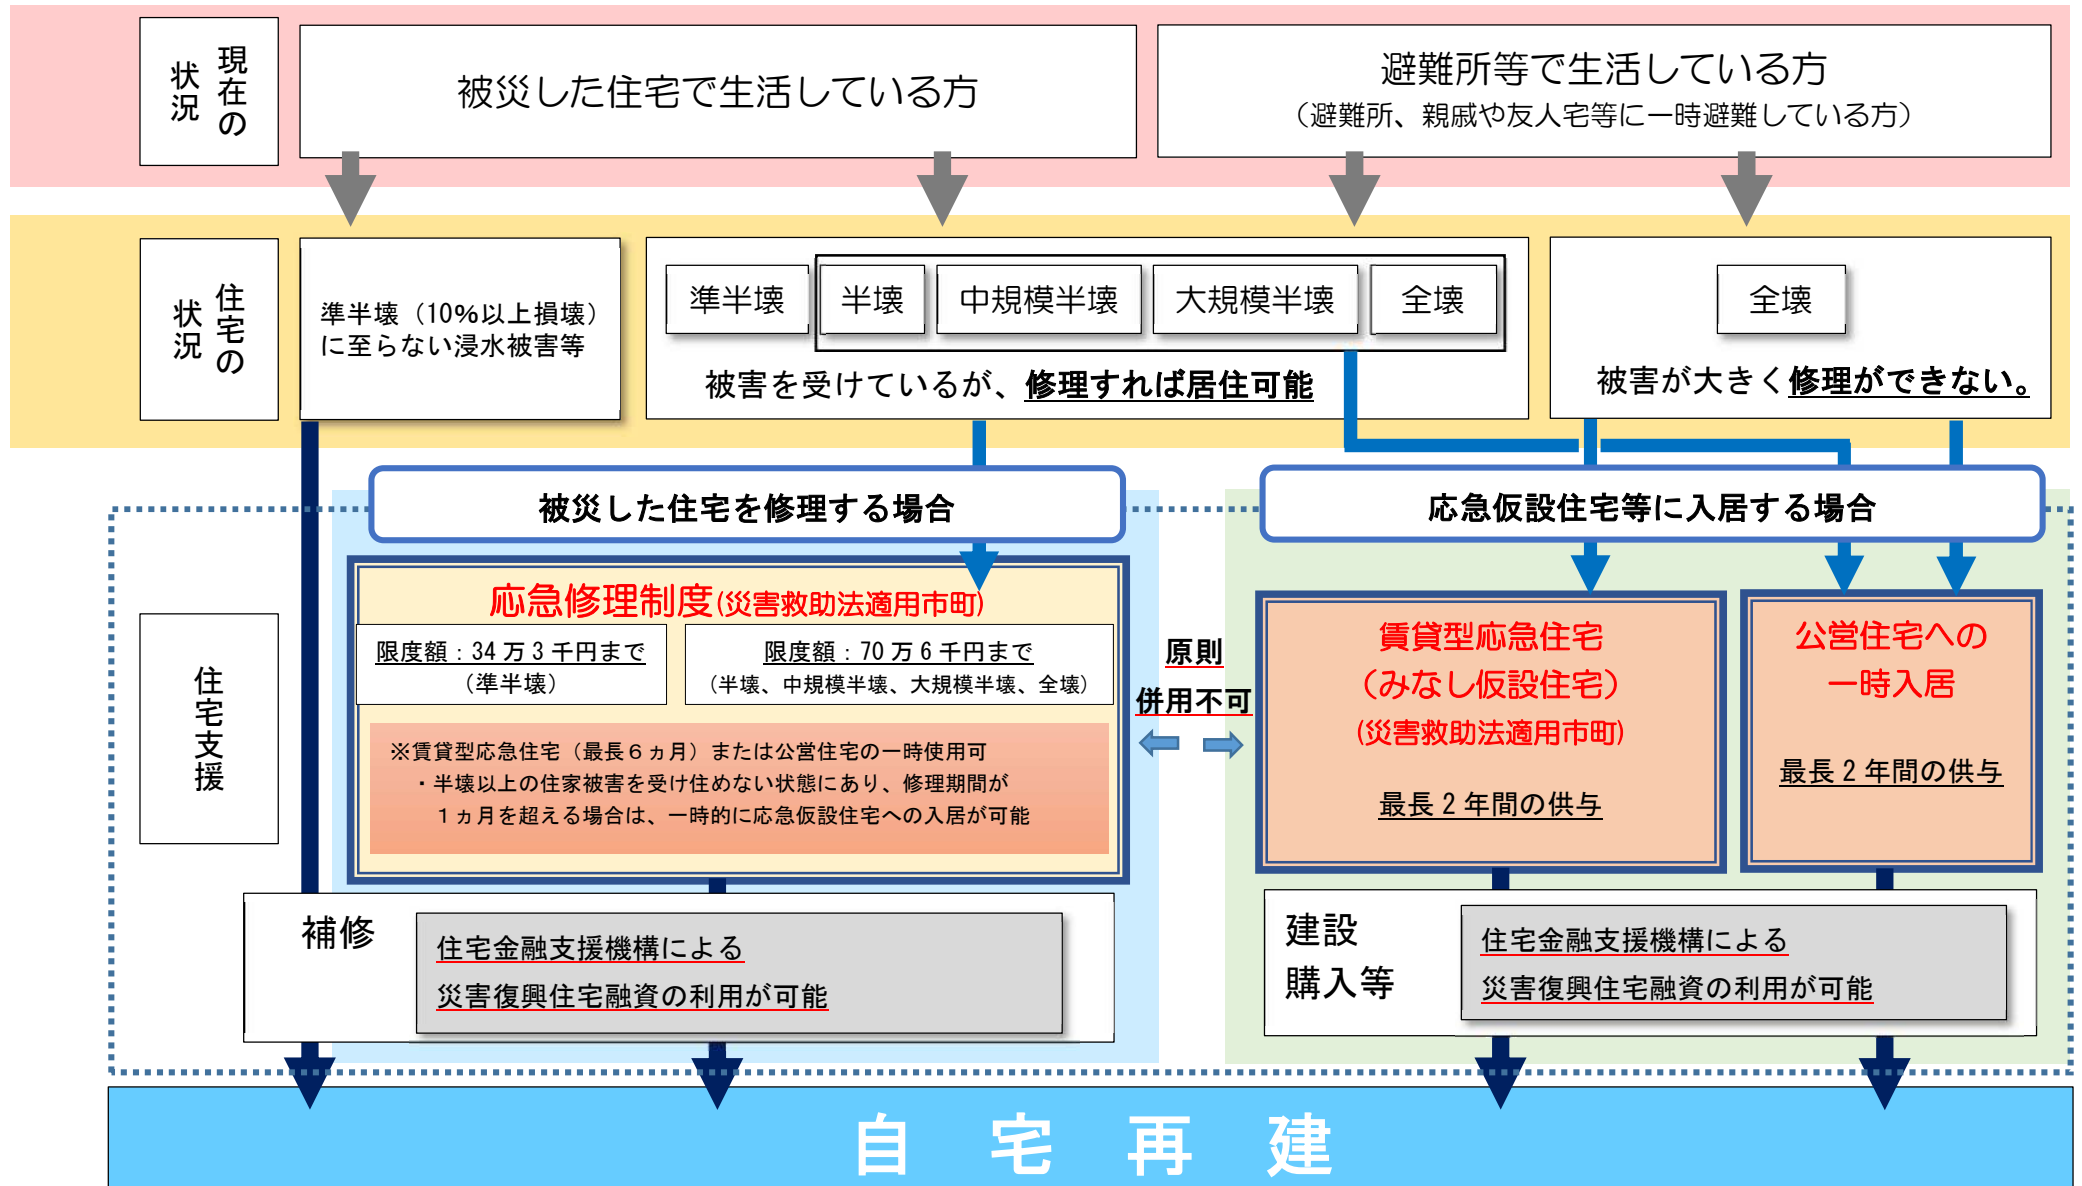 現在の
状況
被災した住宅で生活している方
避難所等で生活している方
（避難所、親戚や友人宅等に一時避難している方）
住宅の
状況
準半壊（10%以上損壊）
に至らない浸水被害等
準半壊
半壊
中規模半壊
大規模半壊
全壊
被害を受けているが、修理すれば居住可能
全壊
被害が大きく修理ができない。
被災した住宅を修理する場合
応急仮設住宅等に入居する場合
住宅支援
応急修理制度(災害救助法適用市町)
限度額：34万3千円まで
（準半壊）
限度額：70万6千円まで
（半壊、中規模半壊、大規模半壊、全壊）
※賃貸型応急住宅（最長６ヵ月）または公営住宅の一時使用可
・半壊以上の住家被害を受け住めない状態にあり、修理期間が
１ヵ月を超える場合は、一時的に応急仮設住宅への入居が可能
原則
併用不可
賃貸型応急住宅
（みなし仮設住宅）
(災害救助法適用市町)
最長2年間の供与
公営住宅への
一時入居
最長2年間の供与
補修
住宅金融支援機構による
災害復興住宅融資の利用が可能
建設
購入等
住宅金融支援機構による
災害復興住宅融資の利用が可能
自宅再建